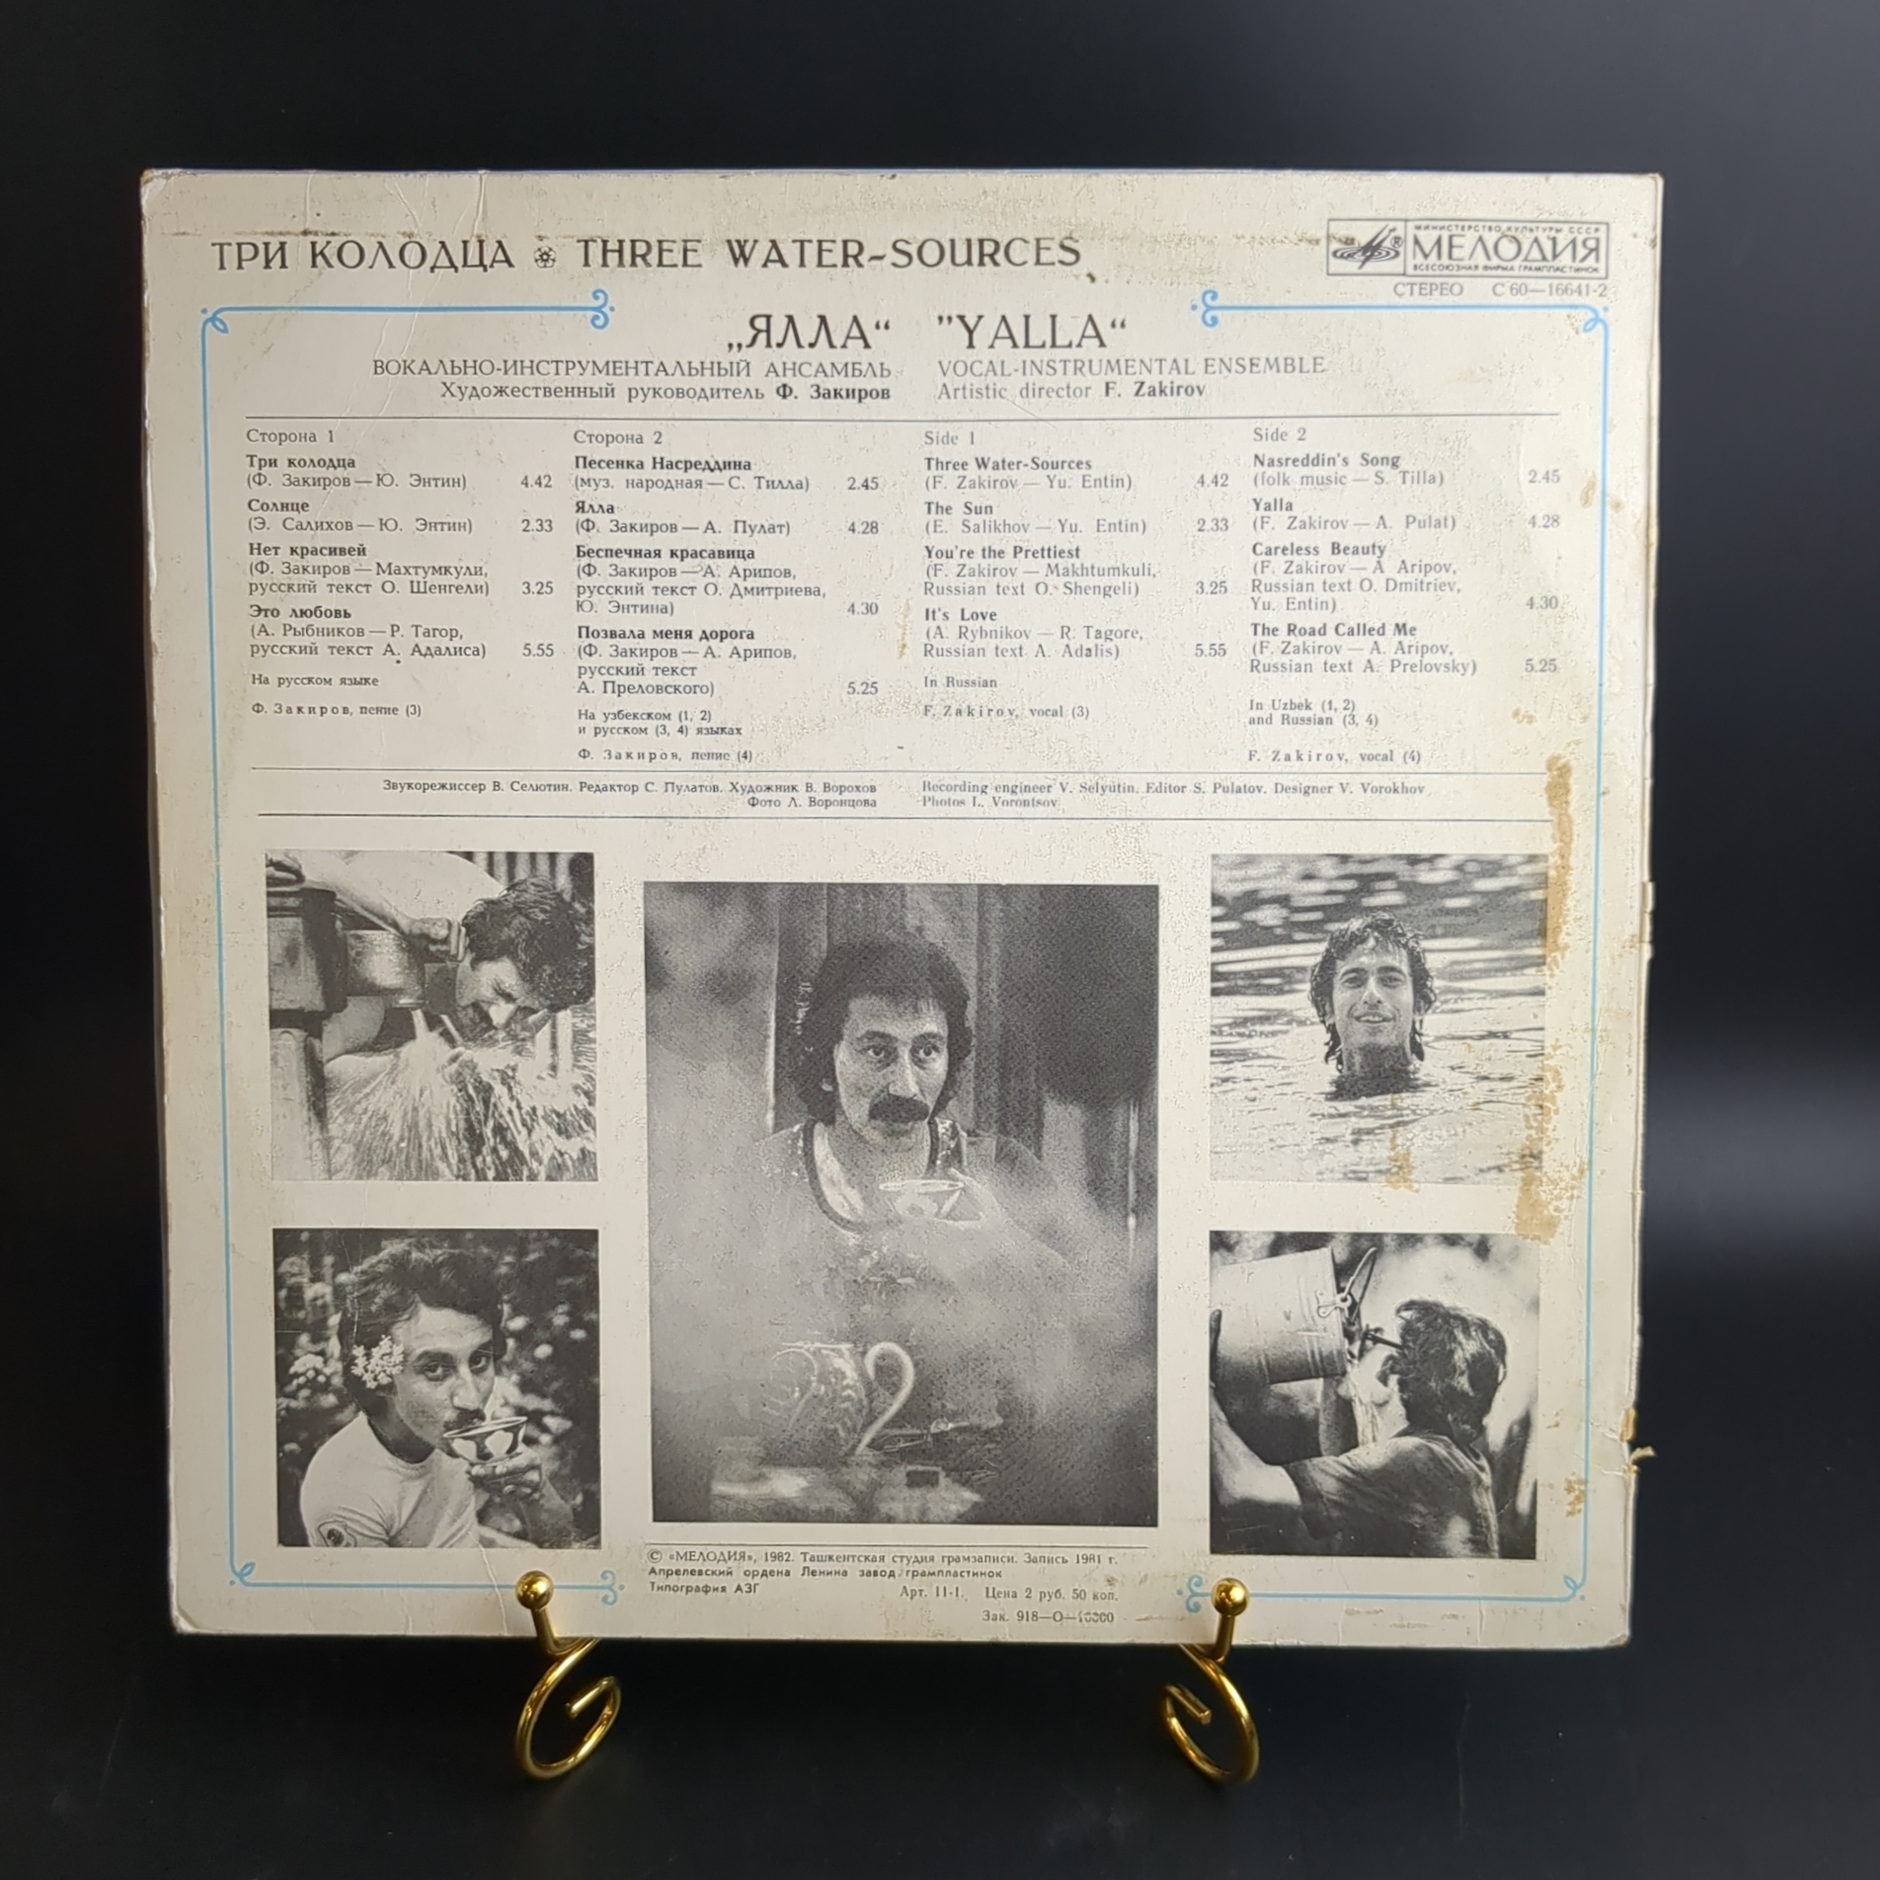 ТРИ КОЛОДЦА THREE WATER-SOURCES
МИНИСТЕРСТВО КУЛЬТУРЫ СССР
МЕЛОДИЯ
ВСЕСОЮЗНАЯ ФИРМА ГРАМПЛАСТИНОК
СТЕРЕО С 60—16641-2
„ЯЛЛА“ "YALLA“
ВОКАЛЬНО-ИНСТРУМЕНТАЛЬНЫЙ АНСАМБЛЬ
Художественный руководитель Ф. Закиров
VOCAL-INSTRUMENTAL ENSEMBLE
Artistic director F. Zakirov
Сторона 1
Три колодца
(Ф. Закиров — Ю. Энтин) 4.42
Солнце
(Э. Салихов — Ю. Энтин) 2.33
Нет красивей
(Ф. Закиров — Махтумкули,
русский текст О. Шенгели) 3.25
Это любовь
(А. Рыбников — Р. Тагор,
русский текст А. Адалиса) 5.55
На русском языке
Ф. Закиров, пение (3)
Сторона 2
Песенка Насреддина
(муз. народная — С. Тилла) 2.45
Ялла
(Ф. Закиров — А. Пулат) 4.28
Беспечная красавица
(Ф. Закиров — А. Арипов,
русский текст О. Дмитриева,
Ю. Энтина) 4.30
Позвала меня дорога
(Ф. Закиров — А. Арипов,
русский текст
А. Преловского) 5.25
На узбекском (1, 2)
и русском (3, 4) языках
Ф. Закиров, пение (4)
Side 1
Three Water-Sources
(F. Zakirov — Yu. Entin) 4.42
The Sun
(E. Salikhov — Yu. Entin) 2.33
You're the Prettiest
(F. Zakirov — Makhtumkuli,
Russian text O. Shengeli) 3.25
It's Love
(A. Rybnikov — R. Tagore,
Russian text A. Adalis) 5.55
In Russian
F. Zakirov, vocal (3)
Side 2
Nasreddin's Song
(folk music — S. Tilla) 2.45
Yalla
(F. Zakirov — A. Pulat) 4.28
Careless Beauty
(F. Zakirov — A. Aripov,
Russian text O. Dmitriev,
Yu. Entin) 4.30
The Road Called Me
(F. Zakirov — A. Aripov,
Russian text A. Prelovsky) 5.25
In Uzbek (1, 2)
and Russian (3, 4)
F. Zakirov, vocal (4)
Звукорежиссер В. Селютин. Редактор С. Пулатов. Художник В. Ворохов
Фото Л. Воронцова
Recording engineer V. Selyutin. Editor S. Pulatov. Designer V. Vorokhov
Photos L. Vorontsov
© «МЕЛОДИЯ», 1982. Ташкентская студия грамзаписи. Запись 1981 г.
Апрелевский ордена Ленина завод грампластинок
Типография АЗГ Арт. 11-1. Цена 2 руб. 50 коп.
Зак. 918—О—